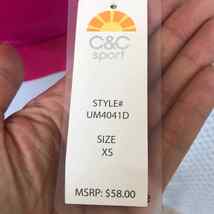 C&C
sport
STYLE#
UM4041D
SIZE
XS
MSRP: $58.00